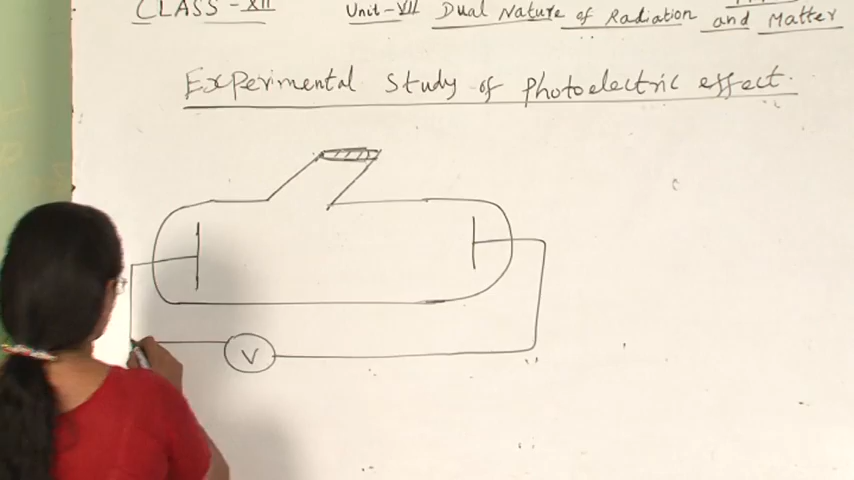 CLASS - XII Unit - VII Dual Nature of Radiation and Matter
Experimental Study of Photoelectric effect.
V